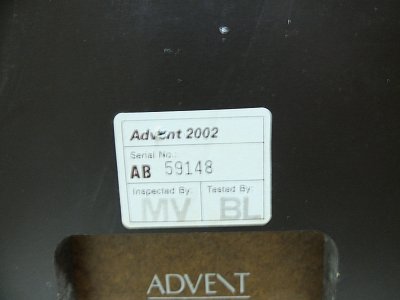 Advent 2002
Serial No.:
AB 59148
Inspected By: Tested By:
MV BL
ADVENT